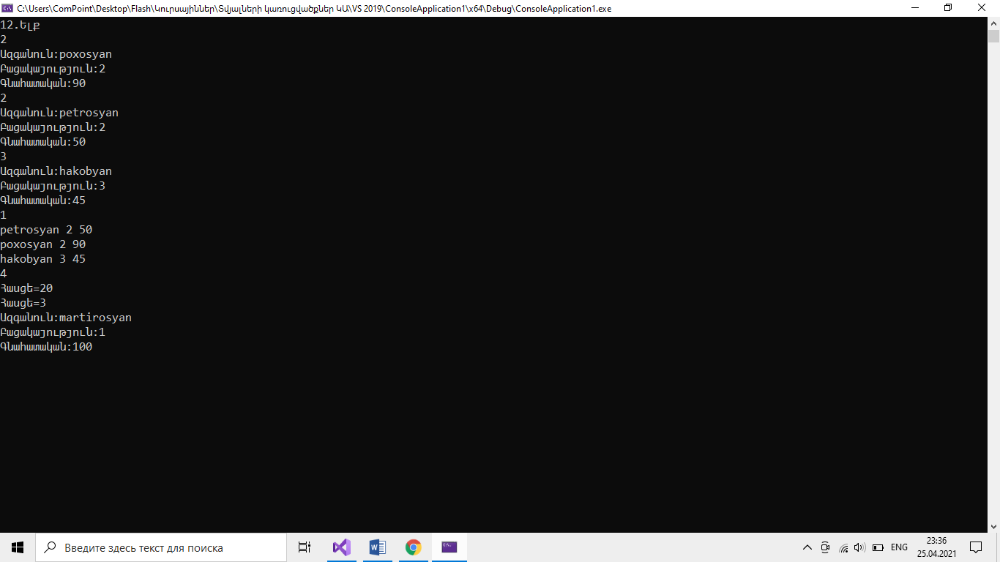 C:\Users\ComPoint\Desktop\Flash\Կուրսայիններ\Տվյալների կառուցվածքներ ԿԱ\VS 2019\ConsoleApplication1\x64\Debug\ConsoleApplication1.exe
12.Ելք
2
Ազգանուն:poxosyan
Բացակայություն:2
Գնահատական:90
2
Ազգանուն:petrosyan
Բացակայություն:2
Գնահատական:50
3
Ազգանուն:hakobyan
Բացակայություն:3
Գնահատական:45
1
petrosyan 2 50
poxosyan 2 90
hakobyan 3 45
4
Հասցե=20
Հասցե=3
Ազգանուն:martirosyan
Բացակայություն:1
Գնահատական:100
Введите здесь текст для поиска
ENG
23:36
25.04.2021